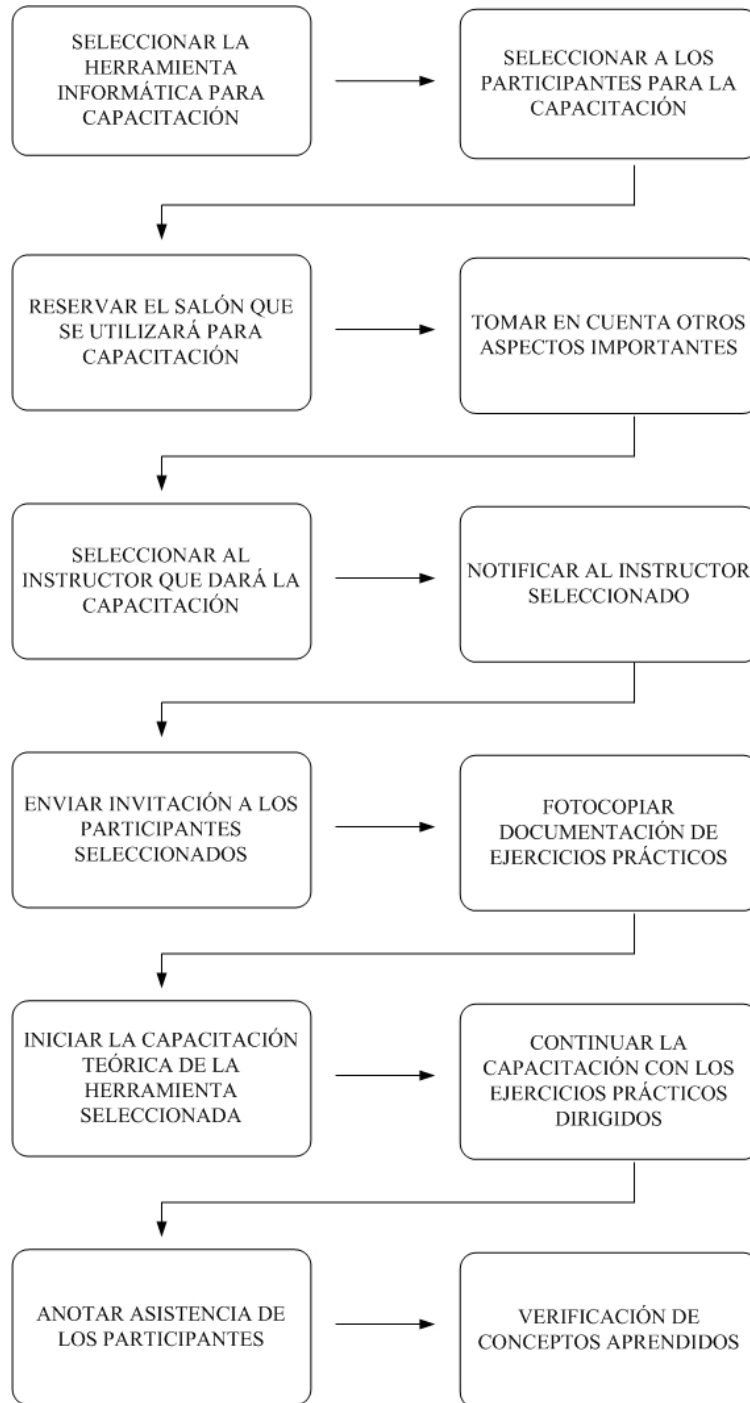 SELECCIONAR LA
HERRAMIENTA
INFORMÁTICA PARA
CAPACITACIÓN
SELECCIONAR A LOS
PARTICIPANTES PARA LA
CAPACITACIÓN
RESERVAR EL SALÓN QUE
SE UTILIZARÁ PARA
CAPACITACIÓN
TOMAR EN CUENTA OTROS
ASPECTOS IMPORTANTES
SELECCIONAR AL
INSTRUCTOR QUE DARÁ LA
CAPACITACIÓN
NOTIFICAR AL INSTRUCTOR
SELECCIONADO
ENVIAR INVITACIÓN A LOS
PARTICIPANTES
SELECCIONADOS
FOTOCOPIAR
DOCUMENTACIÓN DE
EJERCICIOS PRÁCTICOS
INICIAR LA CAPACITACIÓN
TEÓRICA DE LA
HERRAMIENTA
SELECCIONADA
CONTINUAR LA
CAPACITACIÓN CON LOS
EJERCICIOS PRÁCTICOS
DIRIGIDOS
ANOTAR ASISTENCIA DE
LOS PARTICIPANTES
VERIFICACIÓN DE
CONCEPTOS APRENDIDOS